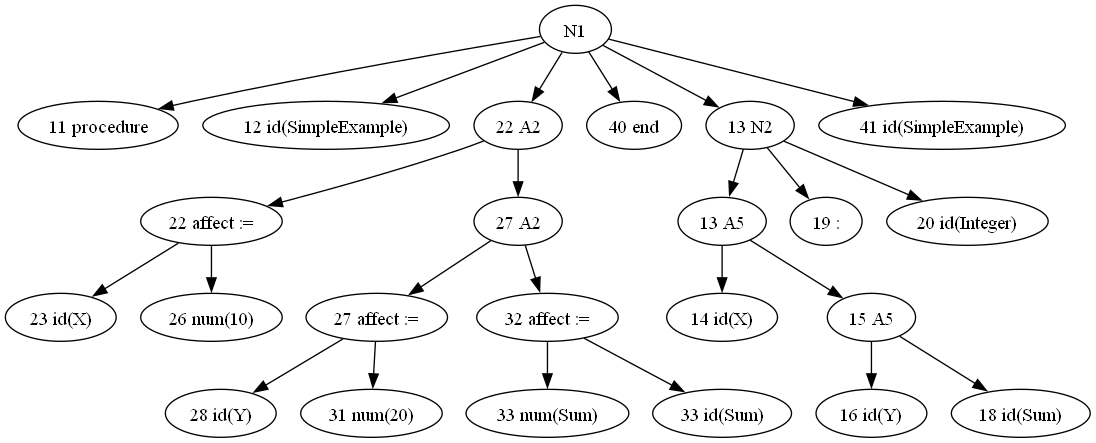 N1
11 procedure
12 id(SimpleExample)
22 A2
40 end
13 N2
41 id(SimpleExample)
22 affect :=
27 A2
13 A5
19 :
20 id(Integer)
23 id(X)
26 num(10)
27 affect :=
32 affect :=
14 id(X)
15 A5
28 id(Y)
31 num(20)
33 num(Sum)
33 id(Sum)
16 id(Y)
18 id(Sum)